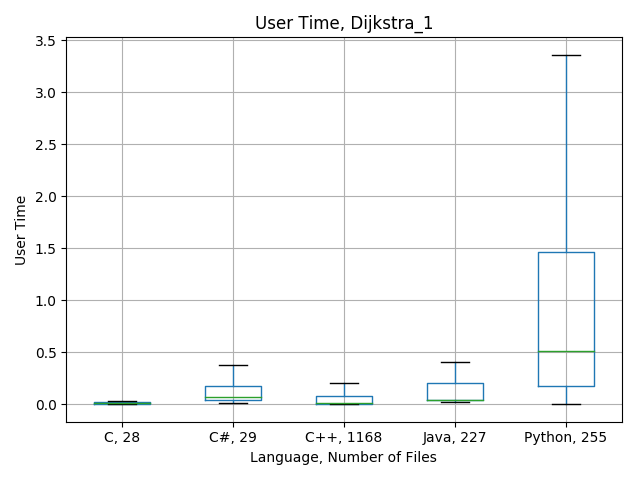 User Time, Dijkstra_1
User Time
3.5
3.0
2.5
2.0
1.5
1.0
0.5
0.0
C, 28
C#, 29
C++, 1168
Java, 227
Python, 255
Language, Number of Files